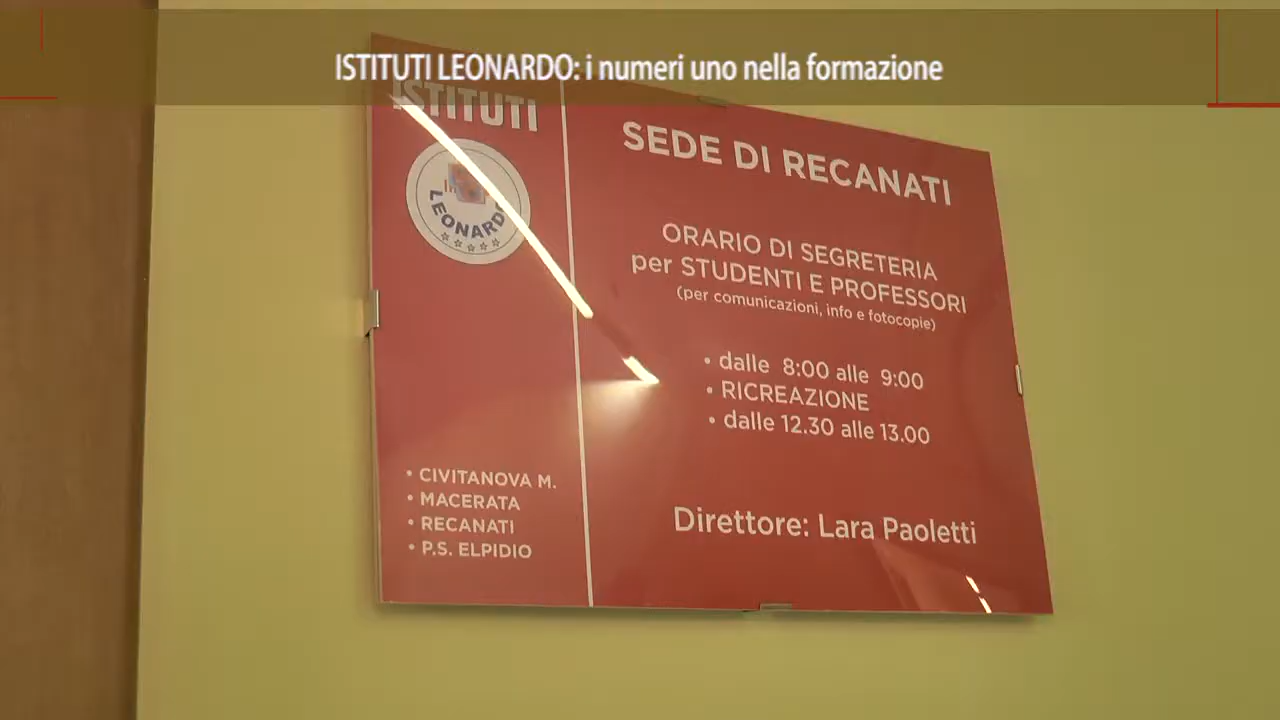 ISTITUTI LEONARDO: i numeri uno nella formazione
ISTITUTI
LEONARDO
• CIVITANOVA M.
• MACERATA
• RECANATI
• P.S. ELPIDIO
SEDE DI RECANATI
ORARIO DI SEGRETERIA
per STUDENTI E PROFESSORI
(per comunicazioni, info e fotocopie)
• dalle 8:00 alle 9:00
• RICREAZIONE
• dalle 12.30 alle 13.00
Direttore: Lara Paoletti